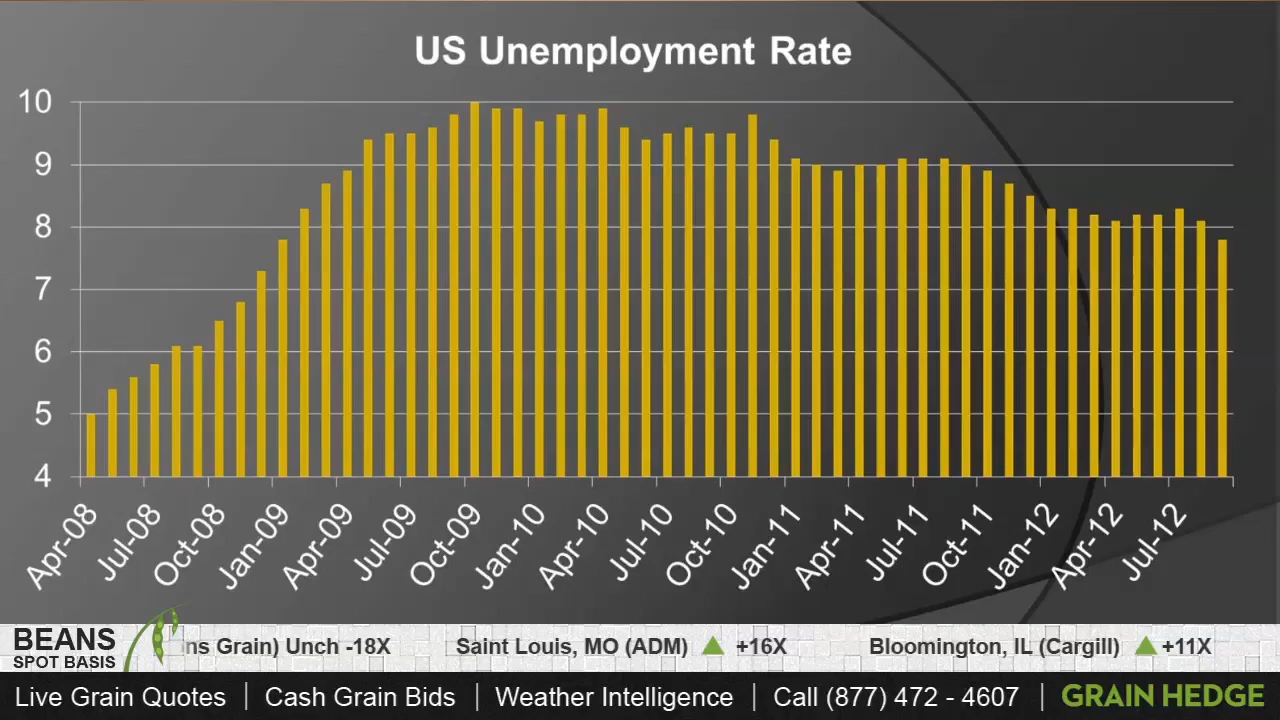 US Unemployment Rate
10
9
8
7
6
5
4
Apr-08
Jul-08
Oct-08
Jan-09
Apr-09
Jul-09
Oct-09
Jan-10
Apr-10
Jul-10
Oct-10
Jan-11
Apr-11
Jul-11
Oct-11
Jan-12
Apr-12
Jul-12
BEANS
SPOT BASIS
ns Grain) Unch -18X Saint Louis, MO (ADM) +16X Bloomington, IL (Cargill) +11X
Live Grain Quotes | Cash Grain Bids | Weather Intelligence | Call (877) 472 - 4607 | GRAIN HEDGE